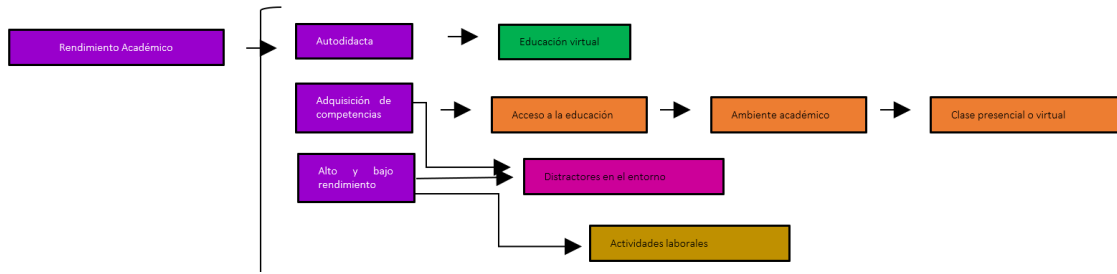 Rendimiento Académico
Autodidacta
Educación virtual
Adquisición de
competencias
Acceso a la educación
Ambiente académico
Clase presencial o virtual
Alto y bajo
rendimiento
Distractores en el entorno
Actividades laborales